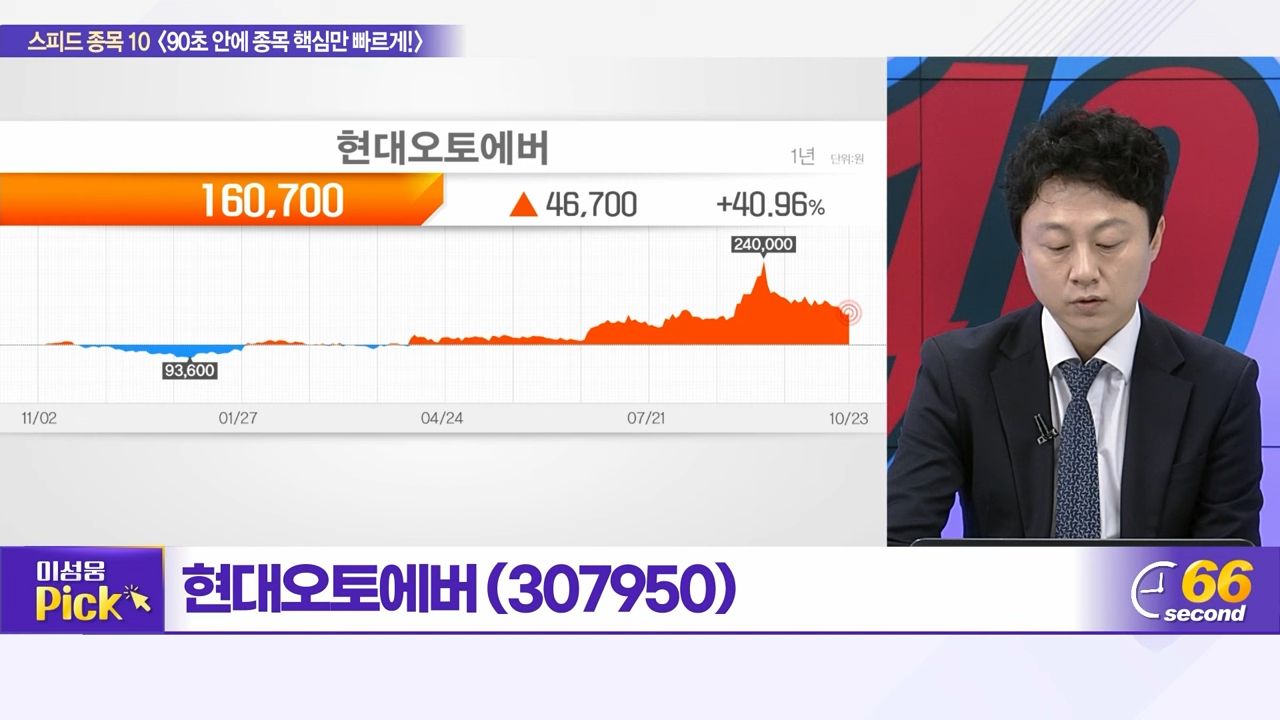 스피드 종목 10 〈90초 안에 종목 핵심만 빠르게!〉
현대오토에버
1년 단위:원
160,700 ▲ 46,700 +40.96%
240,000
93,600
11/02 01/27 04/24 07/21 10/23
이성웅
Pick
현대오토에버 (307950)
66
second